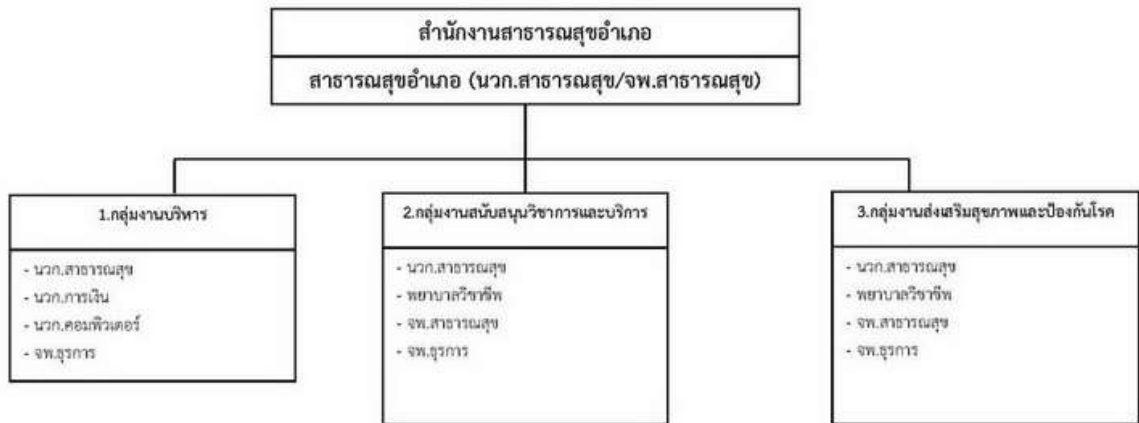 สำนักงานสาธารณสุขอำเภอ
สาธารณสุขอำเภอ (นวก.สาธารณสุข/จพ.สาธารณสุข)
1.กลุ่มงานบริหาร
- นวก.สาธารณสุข
- นวก.การเงิน
- นวก.คอมพิวเตอร์
- จพ.ธุรการ
2.กลุ่มงานสนับสนุนวิชาการและบริการ
- นวก.สาธารณสุข
- พยาบาลวิชาชีพ
- จพ.สาธารณสุข
- จพ.ธุรการ
3.กลุ่มงานส่งเสริมสุขภาพและป้องกันโรค
- นวก.สาธารณสุข
- พยาบาลวิชาชีพ
- จพ.สาธารณสุข
- จพ.ธุรการ